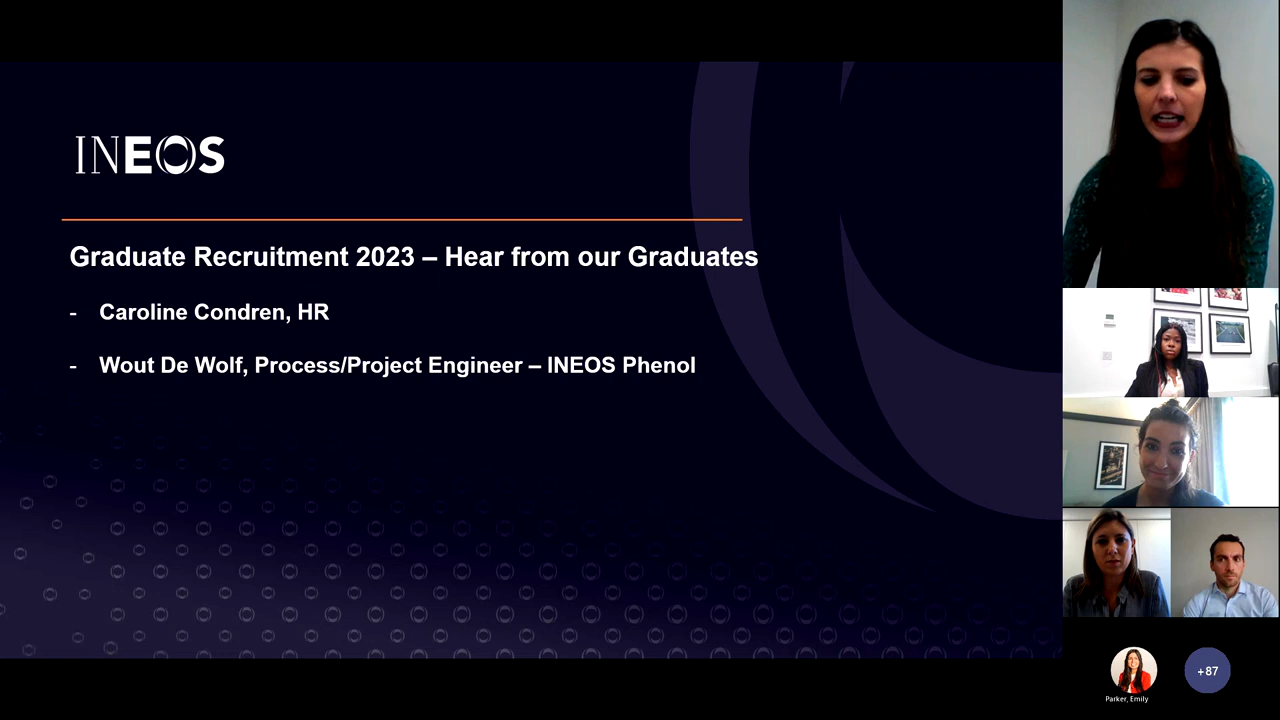 INEOS
Graduate Recruitment 2023 – Hear from our Graduates
- Caroline Condren, HR
- Wout De Wolf, Process/Project Engineer – INEOS Phenol
Parker, Emily
+87